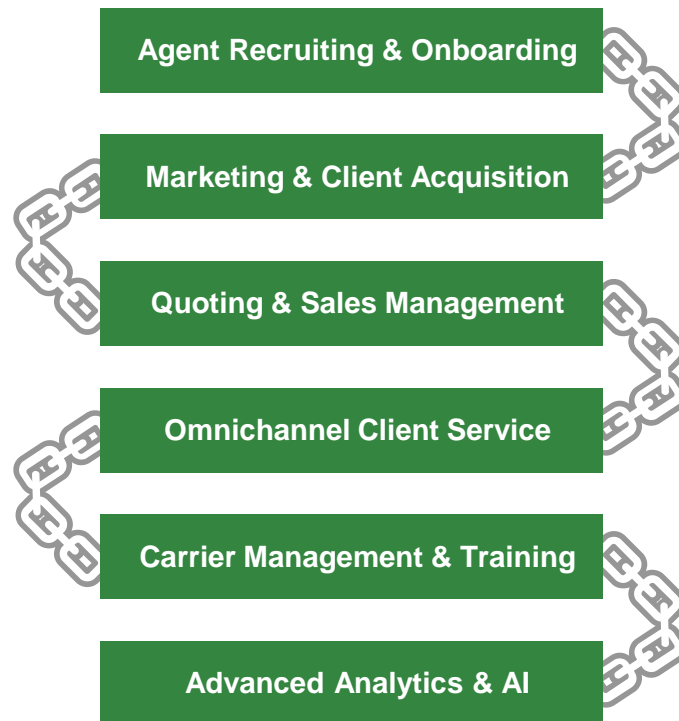 Agent Recruiting & Onboarding
Marketing & Client Acquisition
Quoting & Sales Management
Omnichannel Client Service
Carrier Management & Training
Advanced Analytics & AI